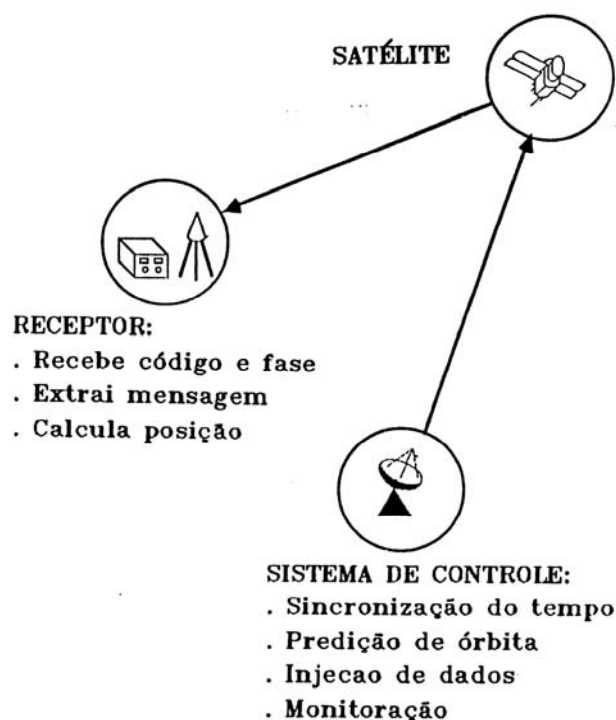 SATÉLITE
RECEPTOR:
. Recebe código e fase
. Extrai mensagem
. Calcula posição
SISTEMA DE CONTROLE:
. Sincronização do tempo
. Predição de órbita
. Injecao de dados
. Monitoração